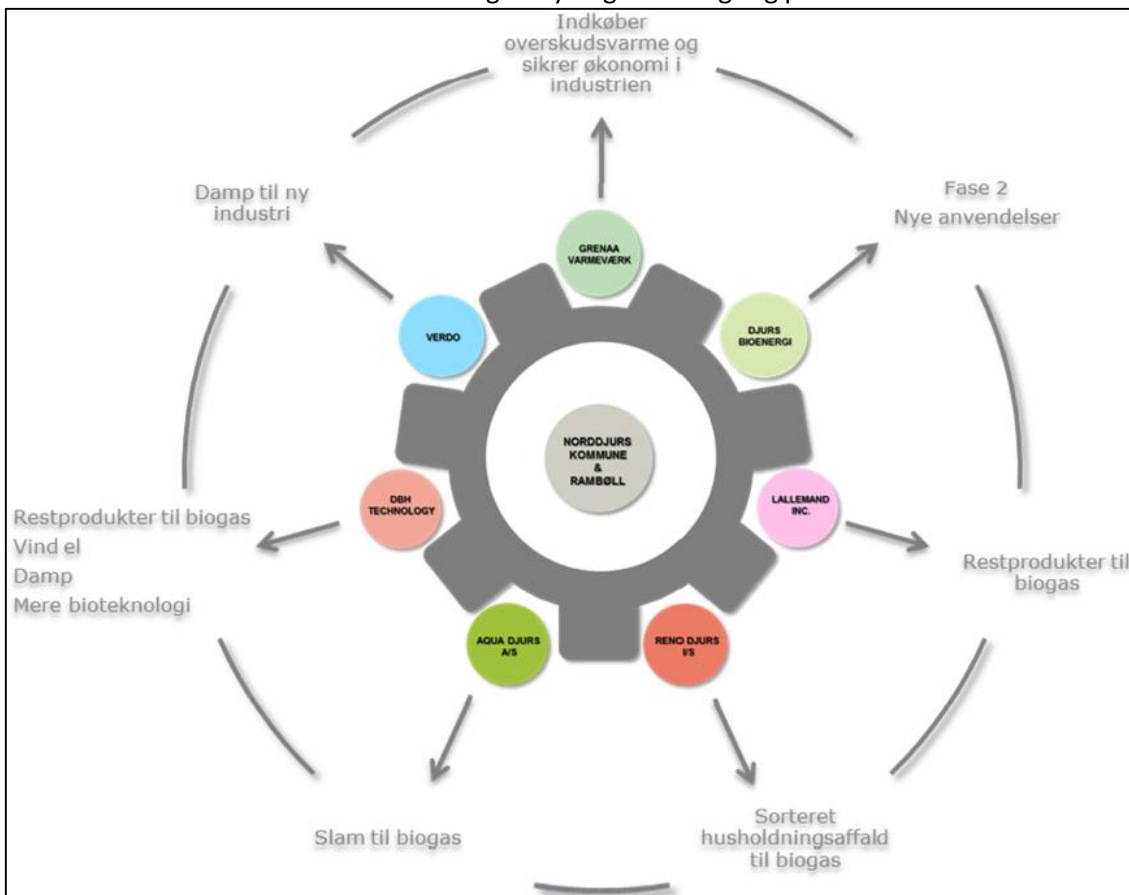 Indkøber
overskudsvarme og
sikrer økonomi i
industrien
Damp til ny
industri
Fase 2
Nye anvendelser
GRENAA
VARMEVÆRK
VERDO
DJURS
BIOENERGI
NORDDJURS
KOMMUNE
&
RAMBØLL
DBH
TECHNOLOGY
LALLEMAND
INC.
Restprodukter til biogas
Vind el
Damp
Mere bioteknologi
Restprodukter til
biogas
AQUA DJURS
A/S
RENO DJURS
I/S
Slam til biogas
Sorteret
husholdningsaffald
til biogas